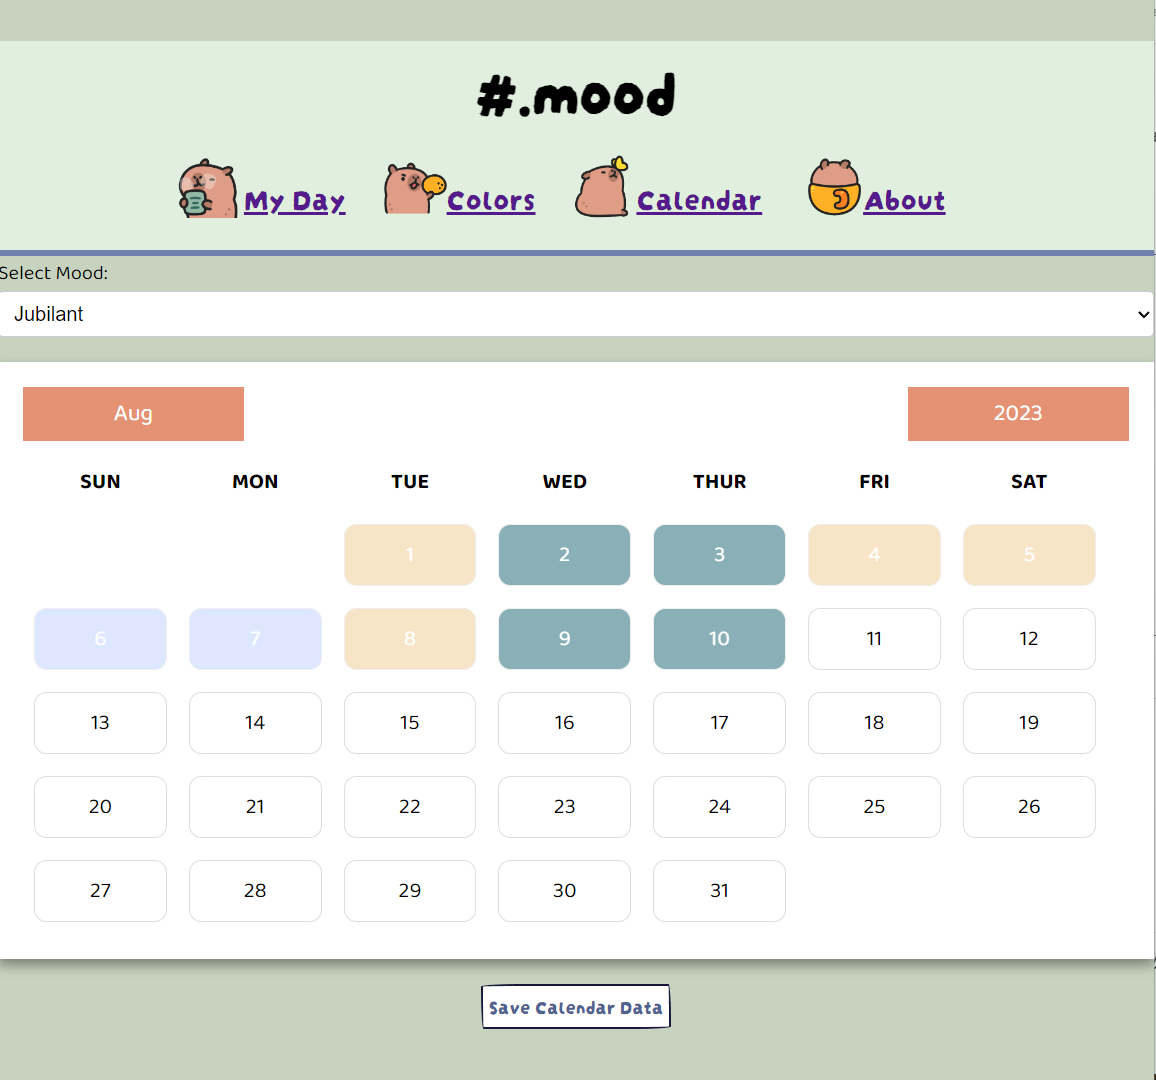 #.mood
My Day Colors Calendar About
Select Mood:
Jubilant
Aug 2023
SUN MON TUE WED THUR FRI SAT
1 2 3 4 5
6 7 8 9 10 11 12
13 14 15 16 17 18 19
20 21 22 23 24 25 26
27 28 29 30 31
Save Calendar Data